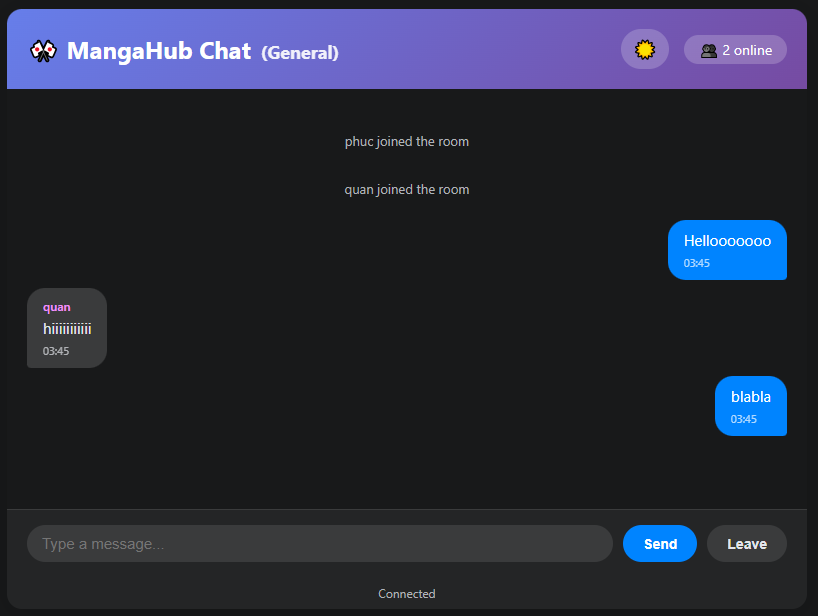 MangaHub Chat (General)
2 online
phuc joined the room
quan joined the room
Hellooooooo
03:45
quan
hiiiiiiiiiii
03:45
blabla
03:45
Type a message...
Send
Leave
Connected